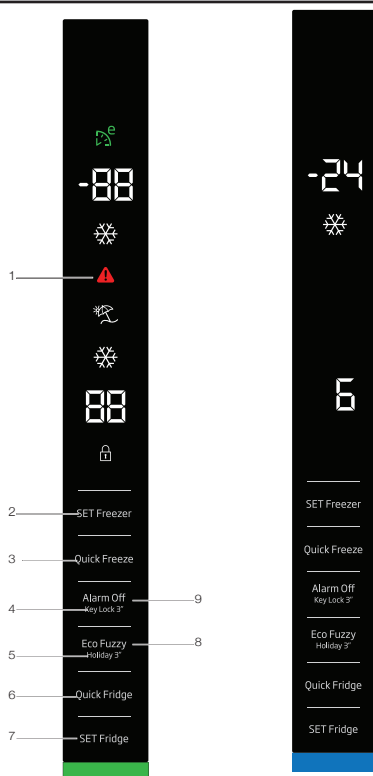 e
-88
1
88
2
SET Freezer
3
Quick Freeze
Alarm Off
9
4
Key Lock 3"
Eco Fuzzy
8
5
Holiday 3"
6
Quick Fridge
7
SET Fridge
-24
6
SET Freezer
Quick Freeze
Alarm Off
Key Lock 3"
Eco Fuzzy
Holiday 3"
Quick Fridge
SET Fridge